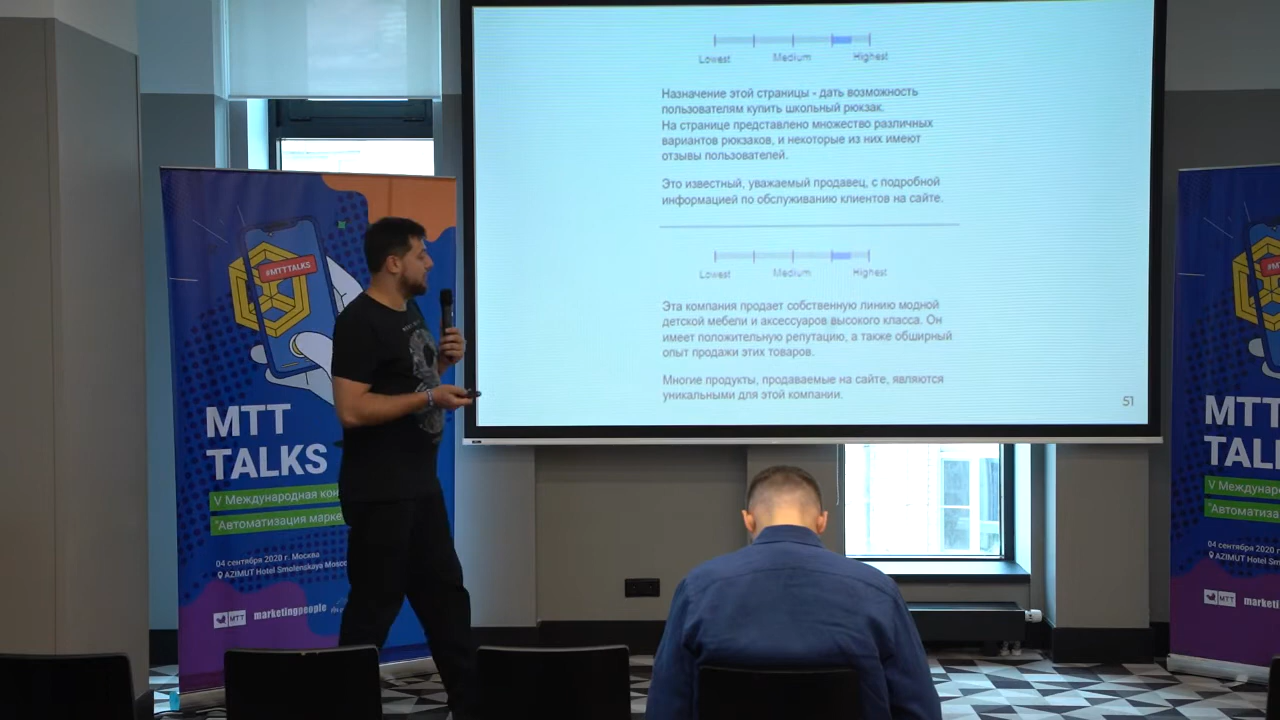 Lowest Medium Highest
Назначение этой страницы - дать возможность
пользователям купить школьный рюкзак.
На странице представлено множество различных
вариантов рюкзаков, и некоторые из них имеют
отзывы пользователей.
Это известный, уважаемый продавец, с подробной
информацией по обслуживанию клиентов на сайте.
Lowest Medium Highest
Эта компания продает собственную линию модной
детской мебели и аксессуаров высокого класса. Он
имеет положительную репутацию, а также обширный
опыт продажи этих товаров.
Многие продукты, продаваемые на сайте, являются
уникальными для этой компании.
51
#MTTTALKS
MTT
TALKS
V Международная кон
"Автоматизация марке
04 сентября 2020 г. Москва
AZIMUT Hotel Smolenskaya Mosco
MTT marketingpeople
#M
MTT
TAL
V Междунаро
"Автоматиза
04 сентября 2020
AZIMUT Hotel Sm
MTT marketi